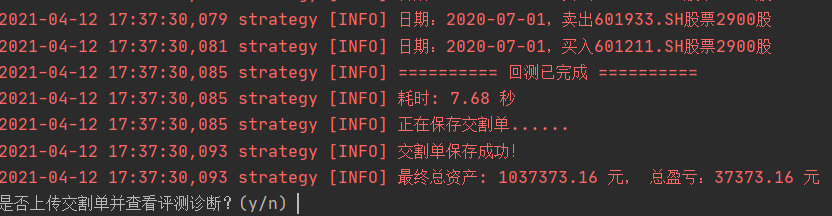 2021-04-12 17:37:30,079 strategy [INFO] 日期：2020-07-01，卖出601933.SH股票2900股
2021-04-12 17:37:30,081 strategy [INFO] 日期：2020-07-01，买入601211.SH股票2900股
2021-04-12 17:37:30,085 strategy [INFO] ========== 回测已完成 ==========
2021-04-12 17:37:30,085 strategy [INFO] 耗时: 7.68 秒
2021-04-12 17:37:30,085 strategy [INFO] 正在保存交割单......
2021-04-12 17:37:30,093 strategy [INFO] 交割单保存成功！
2021-04-12 17:37:30,093 strategy [INFO] 最终总资产: 1037373.16 元， 总盈亏：37373.16 元
是否上传交割单并查看评测诊断？(y/n)